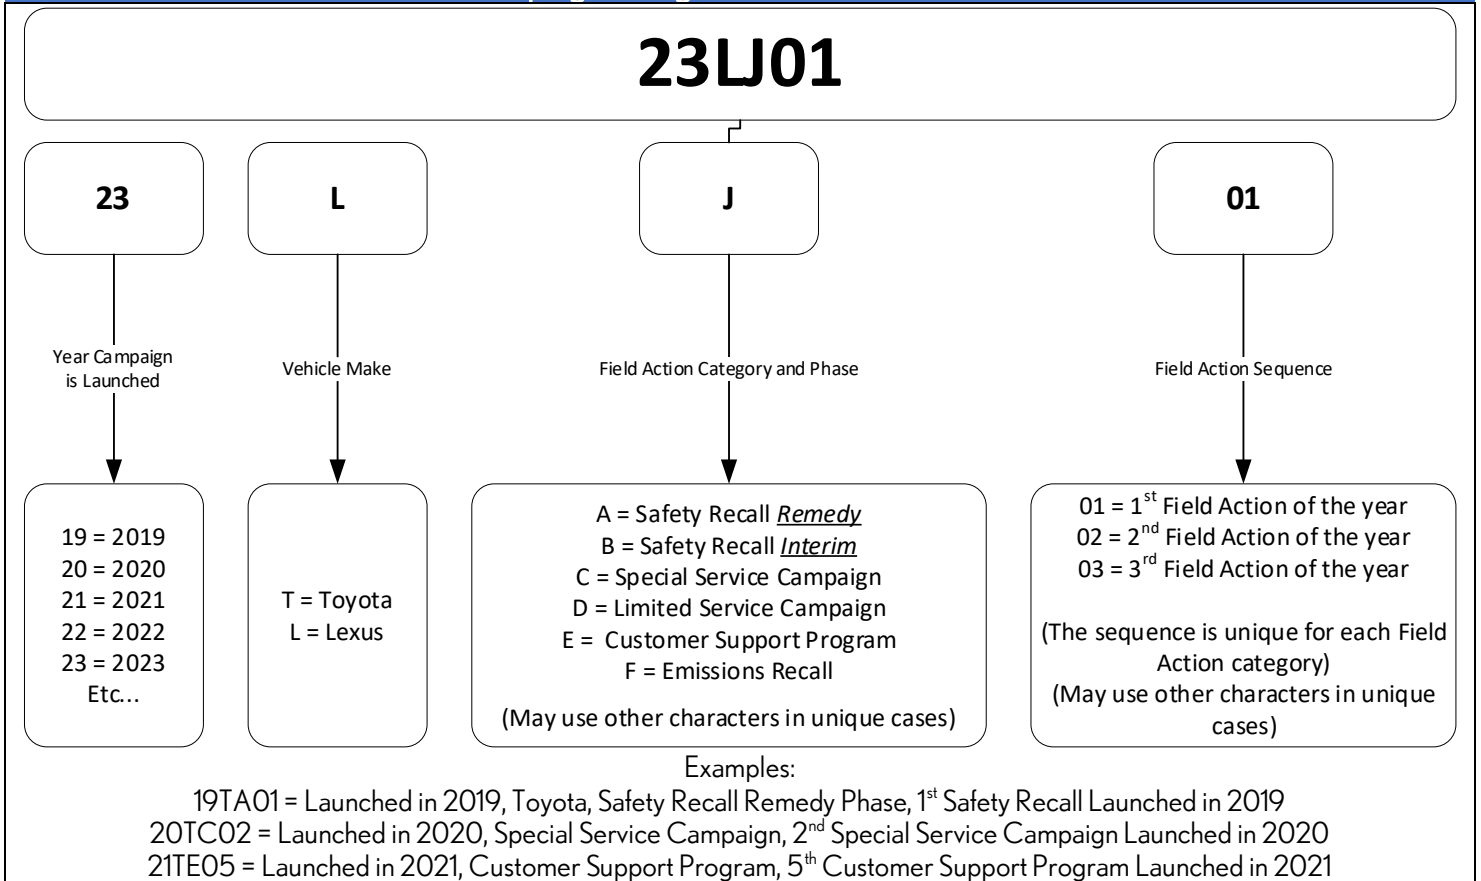 23LJ01
23
L
J
01
Year Campaign
is Launched
Vehicle Make
Field Action Category and Phase
Field Action Sequence
19 = 2019
20 = 2020
21 = 2021
22 = 2022
23 = 2023
Etc...
T = Toyota
L = Lexus
A = Safety Recall Remedy
B = Safety Recall Interim
C = Special Service Campaign
D = Limited Service Campaign
E = Customer Support Program
F = Emissions Recall
(May use other characters in unique cases)
01 = 1st Field Action of the year
02 = 2nd Field Action of the year
03 = 3rd Field Action of the year
(The sequence is unique for each Field
Action category)
(May use other characters in unique
cases)
Examples:
19TA01 = Launched in 2019, Toyota, Safety Recall Remedy Phase, 1st Safety Recall Launched in 2019
20TC02 = Launched in 2020, Special Service Campaign, 2nd Special Service Campaign Launched in 2020
21TE05 = Launched in 2021, Customer Support Program, 5th Customer Support Program Launched in 2021